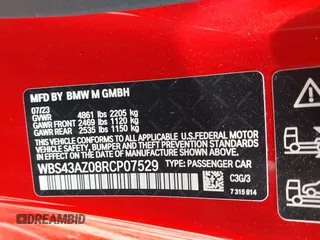 MFD BY BMW M GMBH
07/23
GVWR 4861 lbs 2205 kg
GAWR FRONT 2469 lbs 1120 kg
GAWR REAR 2535 lbs 1150 kg
THIS VEHICLE CONFORMS TO ALL APPLICABLE
FEDERAL MOTOR VEHICLE SAFETY, BUMPER,
AND THEFT PREVENTION STANDARDS IN EFFECT
ON THE DATE OF MANUFACTURE SHOWN ABOVE.
WBS43AZ08RCP07529 TYPE: PASSENGER CAR
C3G/3
7 315 814
DREAMBID